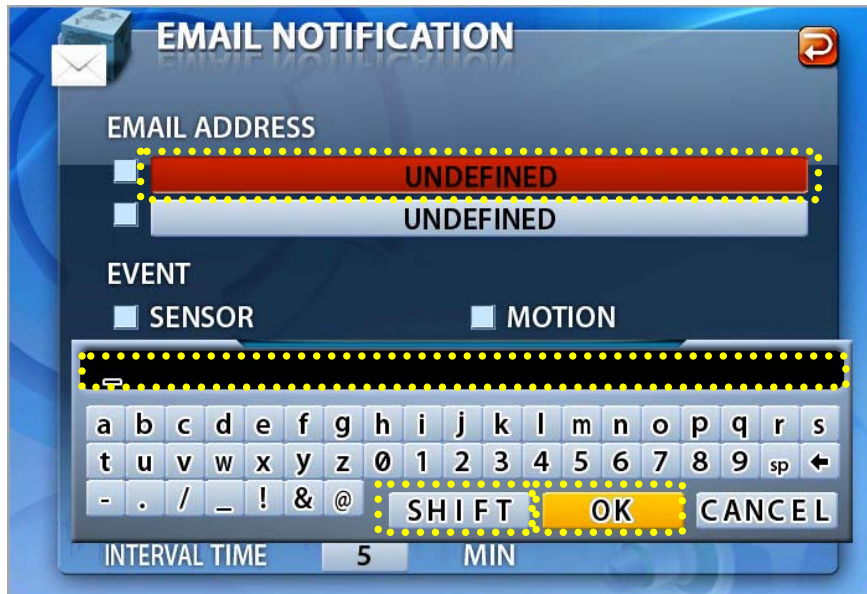 EMAIL NOTIFICATION
EMAIL ADDRESS
UNDEFINED
UNDEFINED
EVENT
SENSOR MOTION
_
a b c d e f g h i j k l m n o p q r s
t u v w x y z 0 1 2 3 4 5 6 7 8 9 sp ←
- . / _ ! & @ SHIFT OK CANCEL
INTERVAL TIME 5 MIN